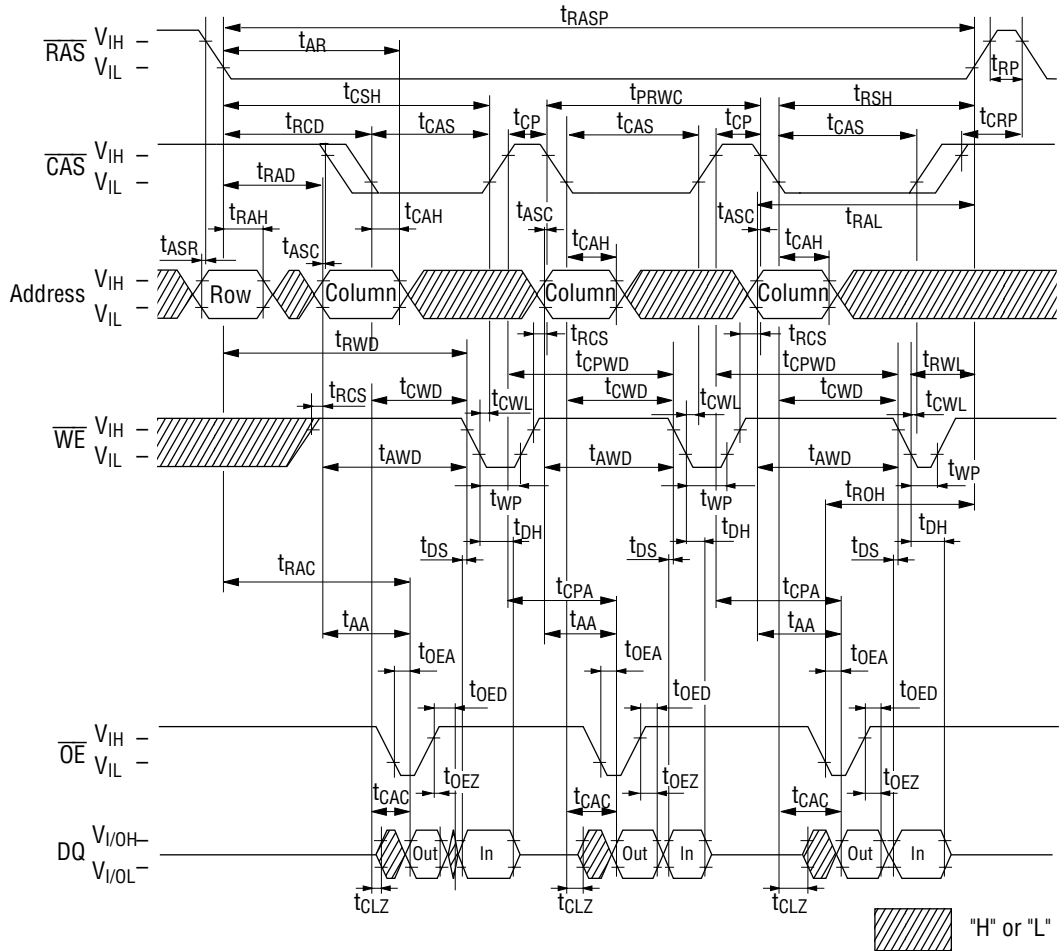 tRASP
RAS VIH
VIL
tAR
tRP
tCSH
tPRWC
tRSH
tRCD
tCAS
tCP
tCAS
tCP
tCAS
tCRP
CAS VIH
VIL
tRAD
tRAH
tCAH
tASC
tASC
tRAL
tASR
tASC
tCAH
tCAH
Address VIH
VIL
Row
Column
Column
Column
tRWD
tRCS
tRCS
tCPWD
tCPWD
tRWL
tRCS
tCWD
tCWL
tCWD
tCWL
tCWD
tCWL
WE VIH
VIL
tAWD
tAWD
tAWD
tWP
tWP
tWP
tROH
tDH
tDH
tDH
tDS
tDS
tDS
tRAC
tCPA
tCPA
tAA
tAA
tAA
tOEA
tOEA
tOEA
tOED
tOED
tOED
OE VIH
VIL
tOEZ
tOEZ
tOEZ
tCAC
tCAC
tCAC
DQ VI/OH
VI/OL
Out
In
Out
In
Out
In
tCLZ
tCLZ
tCLZ
"H" or "L"